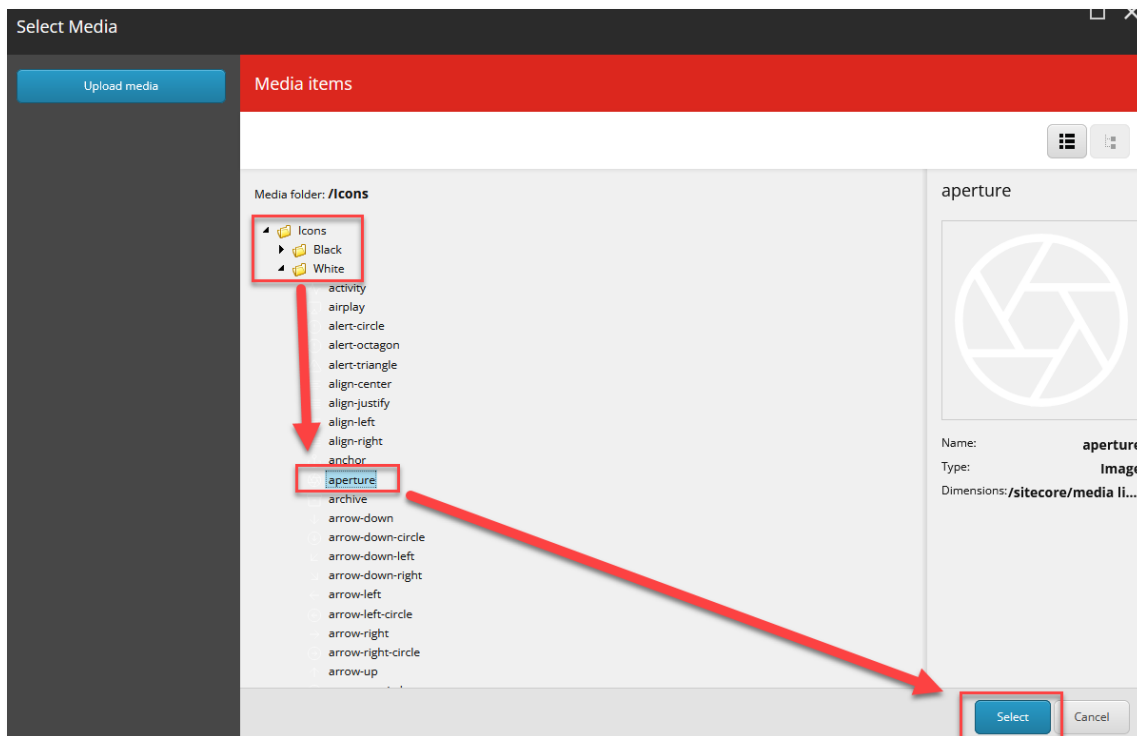 Select Media
Upload media
Media items
Media folder: /Icons
Icons
Black
White
activity
airplay
alert-circle
alert-octagon
alert-triangle
align-center
align-justify
align-left
align-right
anchor
aperture
archive
arrow-down
arrow-down-circle
arrow-down-left
arrow-down-right
arrow-left
arrow-left-circle
arrow-right
arrow-right-circle
arrow-up
aperture
Name: aperture
Type: Image
Dimensions: /sitecore/media li...
Select Cancel